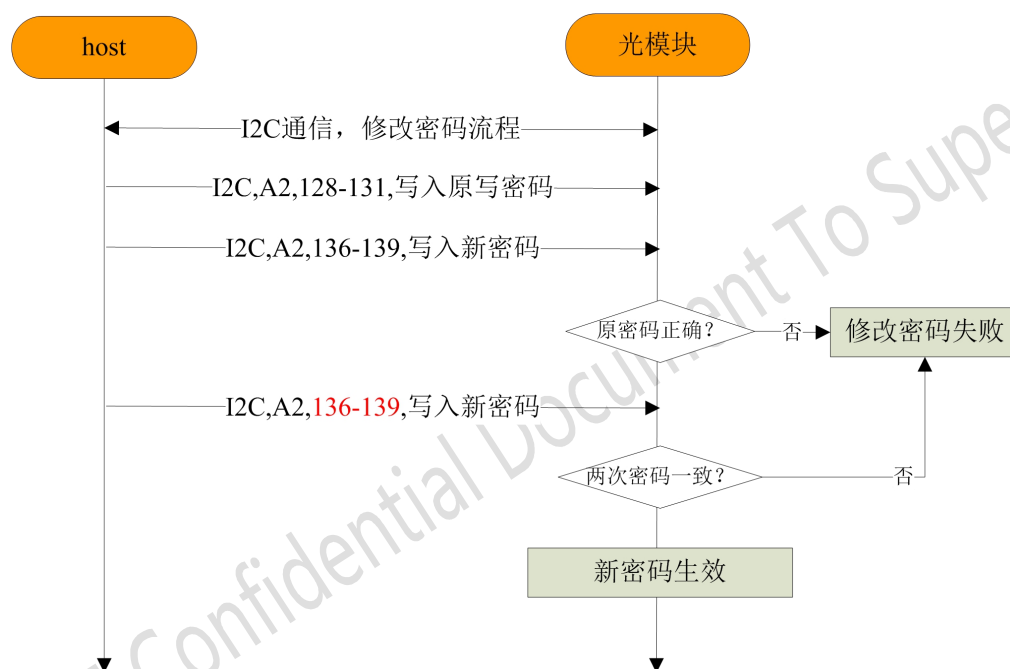 host
光模块
I2C通信，修改密码流程
I2C,A2,128-131,写入原写密码
I2C,A2,136-139,写入新密码
原密码正确？
否
修改密码失败
I2C,A2,136-139,写入新密码
两次密码一致？
否
新密码生效
Confidential Document To Supe